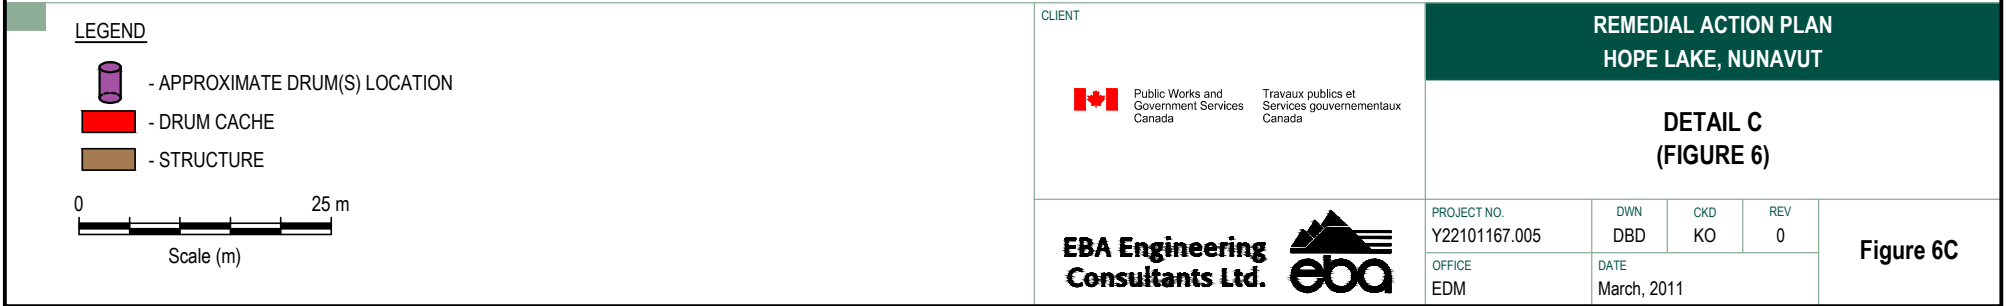 LEGEND
- APPROXIMATE DRUM(S) LOCATION
- DRUM CACHE
- STRUCTURE
0 25 m
Scale (m)
CLIENT
Public Works and
Government Services
Canada
Travaux publics et
Services gouvernementaux
Canada
EBA Engineering
Consultants Ltd.
eba
REMEDIAL ACTION PLAN
HOPE LAKE, NUNAVUT
DETAIL C
(FIGURE 6)
PROJECT NO. DWN CKD REV
Y22101167.005 DBD KO 0
OFFICE DATE
EDM March, 2011
Figure 6C